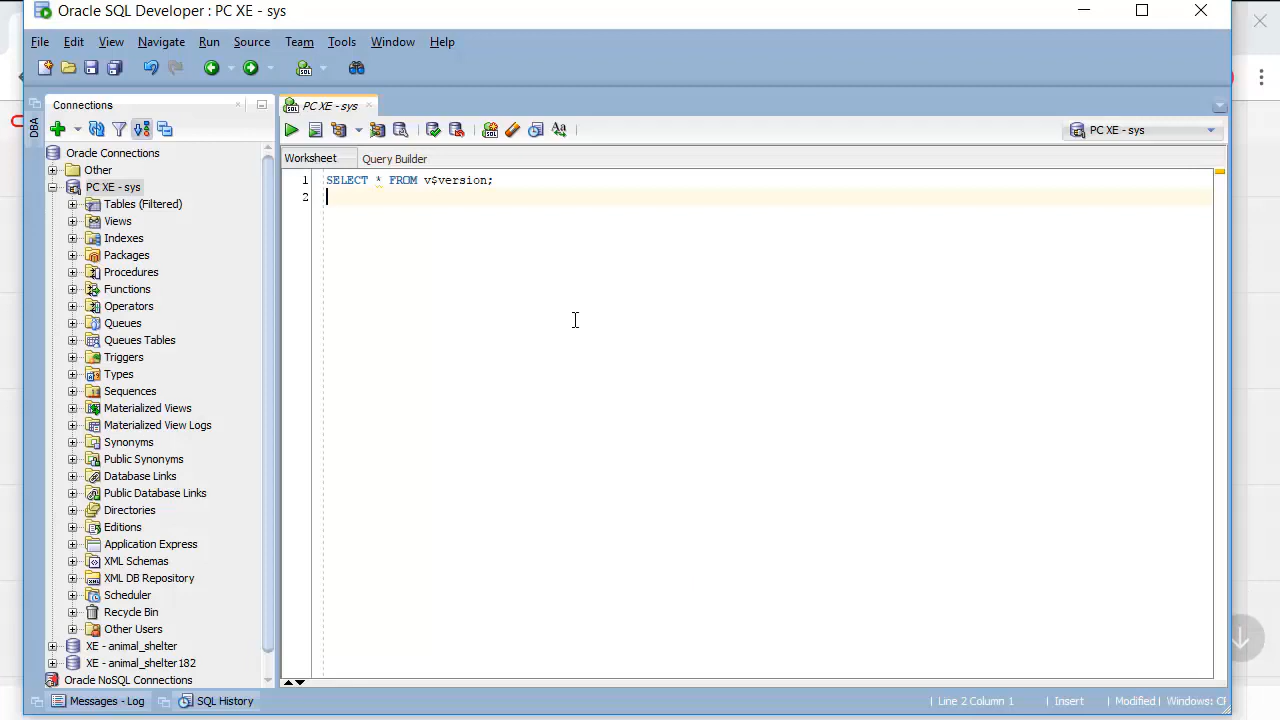 Oracle SQL Developer : PC XE - sys
File Edit View Navigate Run Source Team Tools Window Help
Connections
PC XE - sys
DBA
PC XE - sys
Worksheet Query Builder
Oracle Connections
Other
PC XE - sys
Tables (Filtered)
Views
Indexes
Packages
Procedures
Functions
Operators
Queues
Queues Tables
Triggers
Types
Sequences
Materialized Views
Materialized View Logs
Synonyms
Public Synonyms
Database Links
Public Database Links
Directories
Editions
Application Express
XML Schemas
XML DB Repository
Scheduler
Recycle Bin
Other Users
XE - animal_shelter
XE - animal_shelter182
Oracle NoSQL Connections
1 SELECT * FROM v$version;
2
Messages - Log SQL History Line 2 Column 1 Insert Modified Windows: CF